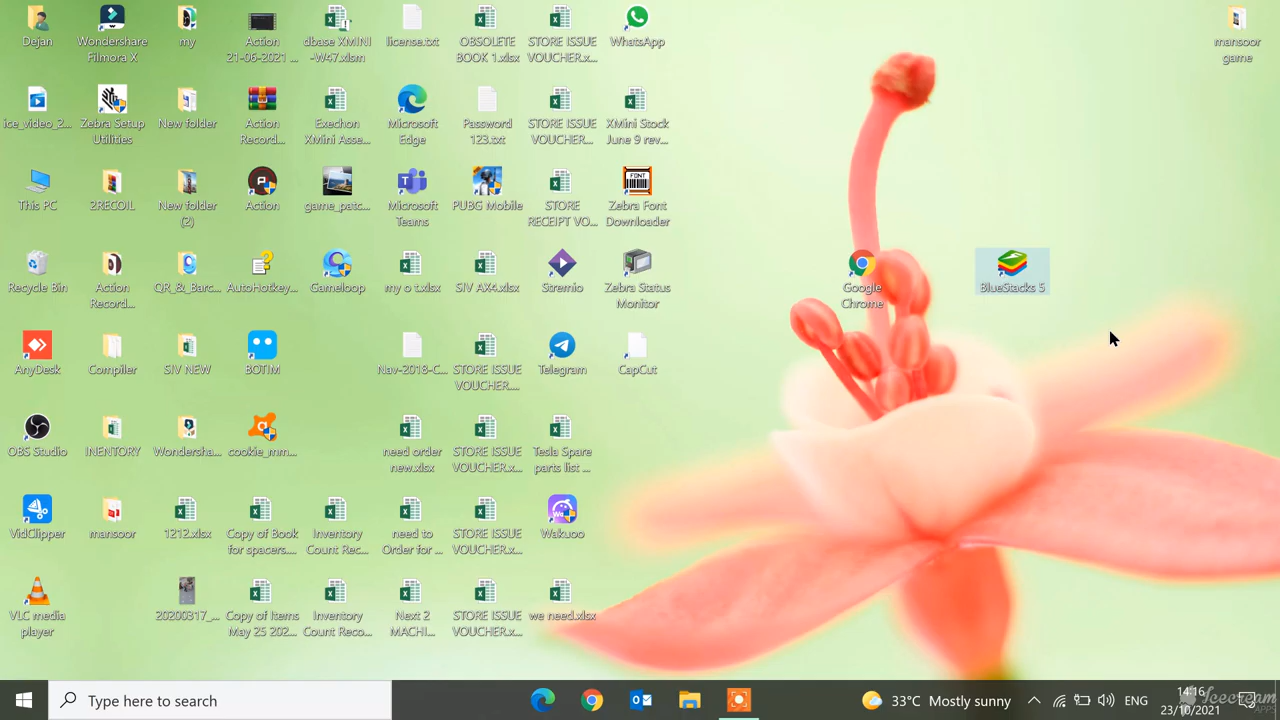 Dejan
Wondershare
Filmora X
my
Action
21-06-2021 ...
dbase XMINI
-W47.xlsm
license.txt
OBSOLETE
BOOK 1.xlsx
STORE ISSUE
VOUCHER.x...
WhatsApp
mansoor
game
ice_video_2...
Zebra Setup
Utilities
New folder
Action
Record...
Exechon
XMini Asse...
Microsoft
Edge
Password
123.txt
STORE ISSUE
VOUCHER...
XMini Stock
June 9 rev...
This PC
2RECOIL
New folder
(2)
Action
game_patc...
Microsoft
Teams
PUBG Mobile
STORE
RECEIPT VO...
FONT
Zebra Font
Downloader
Recycle Bin
Action
Record...
QR_&_Barc...
AutoHotkey...
Gameloop
my o t.xlsx
SIV AX4.xlsx
Stremio
Zebra Status
Monitor
Google
Chrome
BlueStacks 5
AnyDesk
Compiler
SIV NEW
BOTIM
Nav-2018-C...
STORE ISSUE
VOUCHER....
Telegram
CapCut
OBS Studio
INENTORY
Wondersha...
cookie_mm...
need order
new.xlsx
STORE ISSUE
VOUCHER.x...
Tesla Spare
parts list ...
VidClipper
mansoor
1212.xlsx
Copy of Book
for spacers....
Inventory
Count Rec...
need to
Order for ...
STORE ISSUE
VOUCHER.x...
Wakuoo
VLC media
player
20200317_...
Copy of Items
May 25 202...
Inventory
Count Reco...
Next 2
MACHI...
STORE ISSUE
VOUCHER.x...
we need.xlsx
Type here to search
33°C Mostly sunny
ENG
14:16
23/10/2021
Icecream
APPS